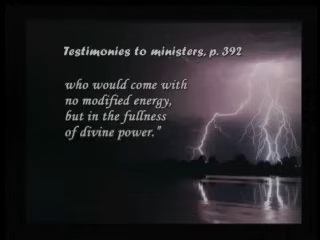 Testimonies to ministers, p. 392
who would come with
no modified energy,
but in the fullness
of divine power."